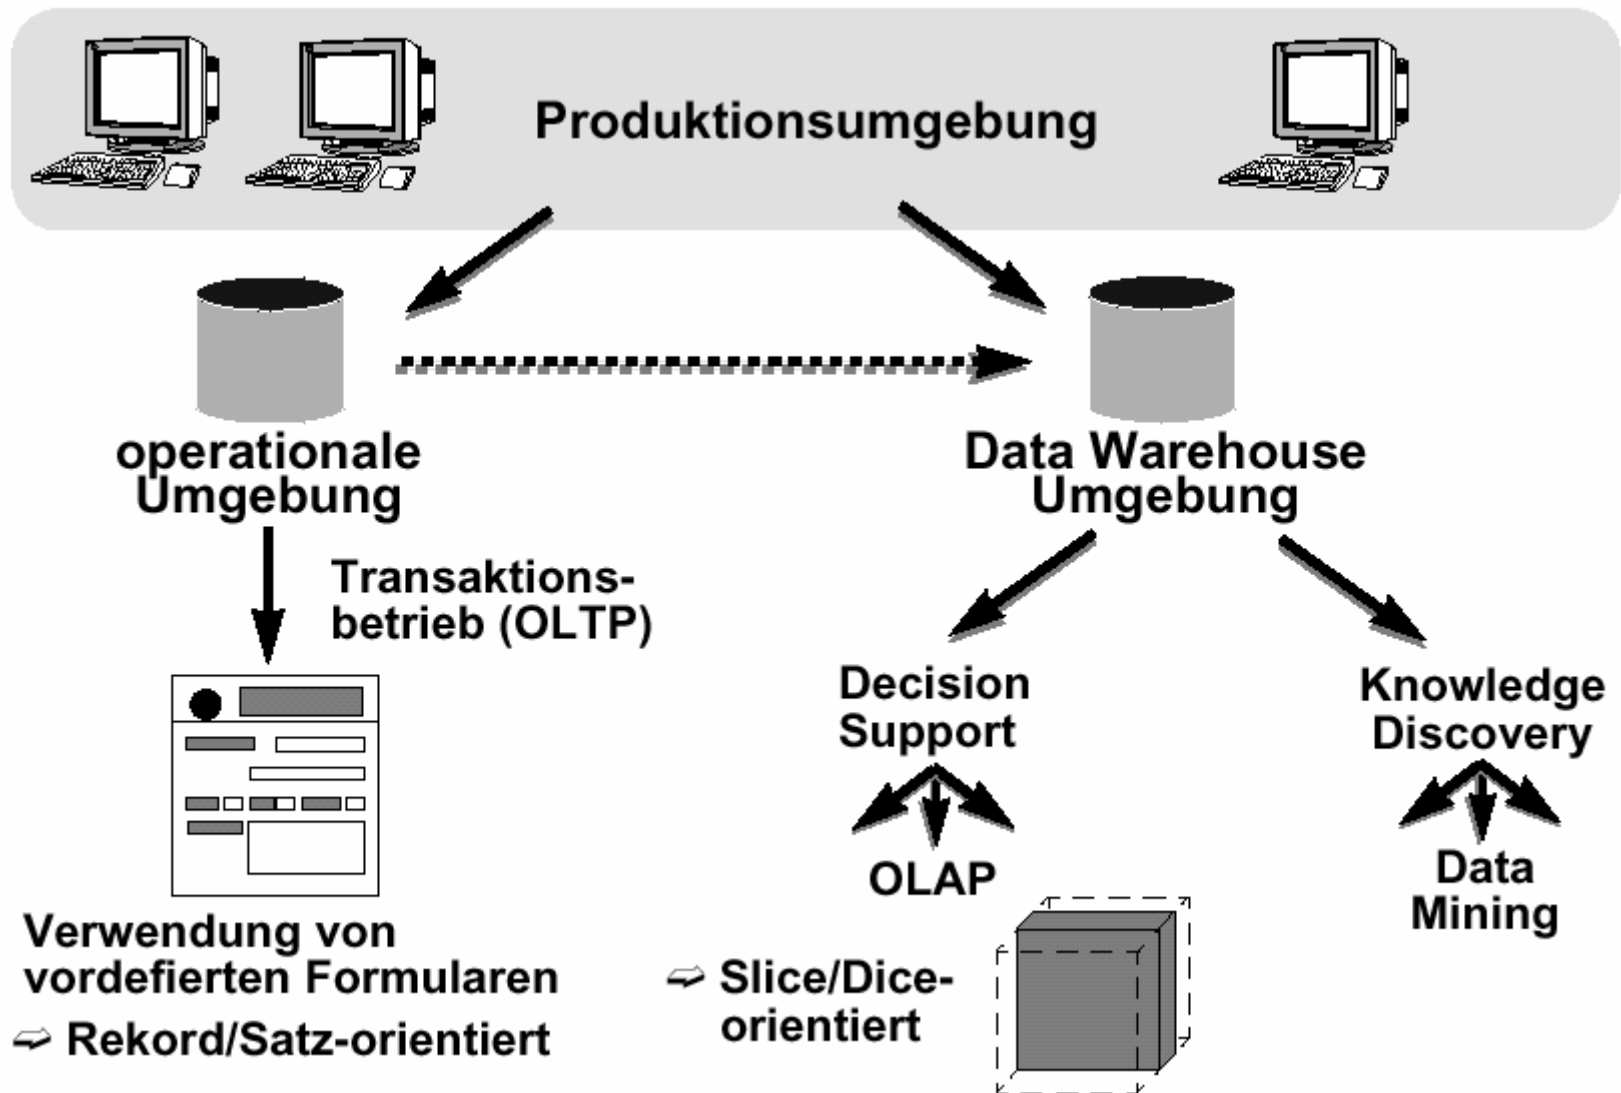 Produktionsumgebung
operationale
Umgebung
Data Warehouse
Umgebung
Transaktions-
betrieb (OLTP)
Decision
Support
Knowledge
Discovery
OLAP
Data
Mining
Verwendung von
vordefierten Formularen
➫ Rekord/Satz-orientiert
➫ Slice/Dice-
orientiert